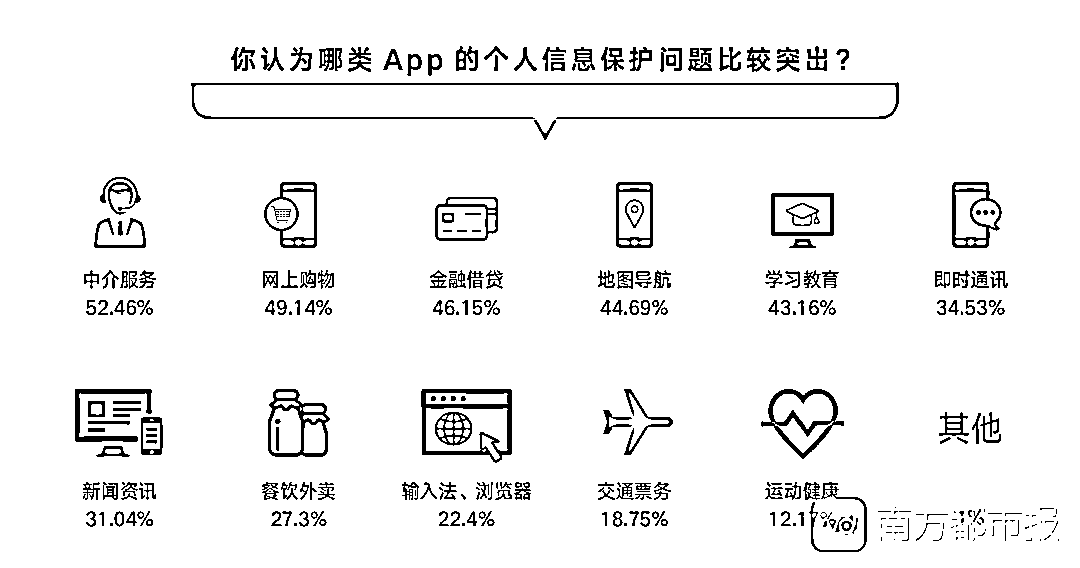 你认为哪类 App 的个人信息保护问题比较突出？
中介服务
52.46%
网上购物
49.14%
金融借贷
46.15%
地图导航
44.69%
学习教育
43.16%
即时通讯
34.53%
新闻资讯
31.04%
餐饮外卖
27.3%
输入法、浏览器
22.4%
交通票务
18.75%
运动健康
12.17%
其他
南方都市报